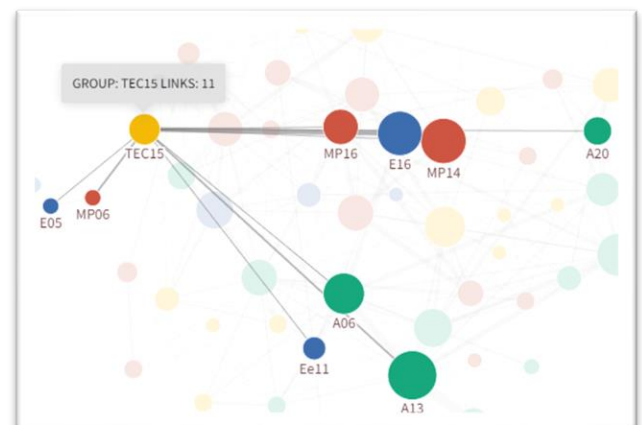 GROUP: TEC15 LINKS: 11
TEC15
MP16
E16
MP14
A20
E05
MP06
A06
Ee11
A13